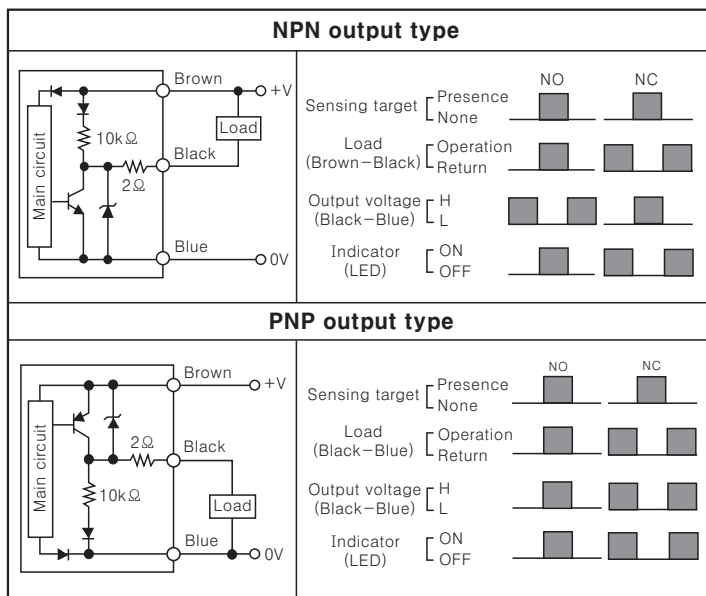 NPN output type
Brown
+V
10kΩ
Load
Black
2Ω
Main circuit
Blue
0V
NO
NC
Sensing target
Presence
None
Load
(Brown-Black)
Operation
Return
Output voltage
(Black-Blue)
H
L
Indicator
(LED)
ON
OFF
PNP output type
Brown
+V
2Ω
Black
Main circuit
10kΩ
Load
Blue
0V
NO
NC
Sensing target
Presence
None
Load
(Black-Blue)
Operation
Return
Output voltage
(Black-Blue)
H
L
Indicator
(LED)
ON
OFF